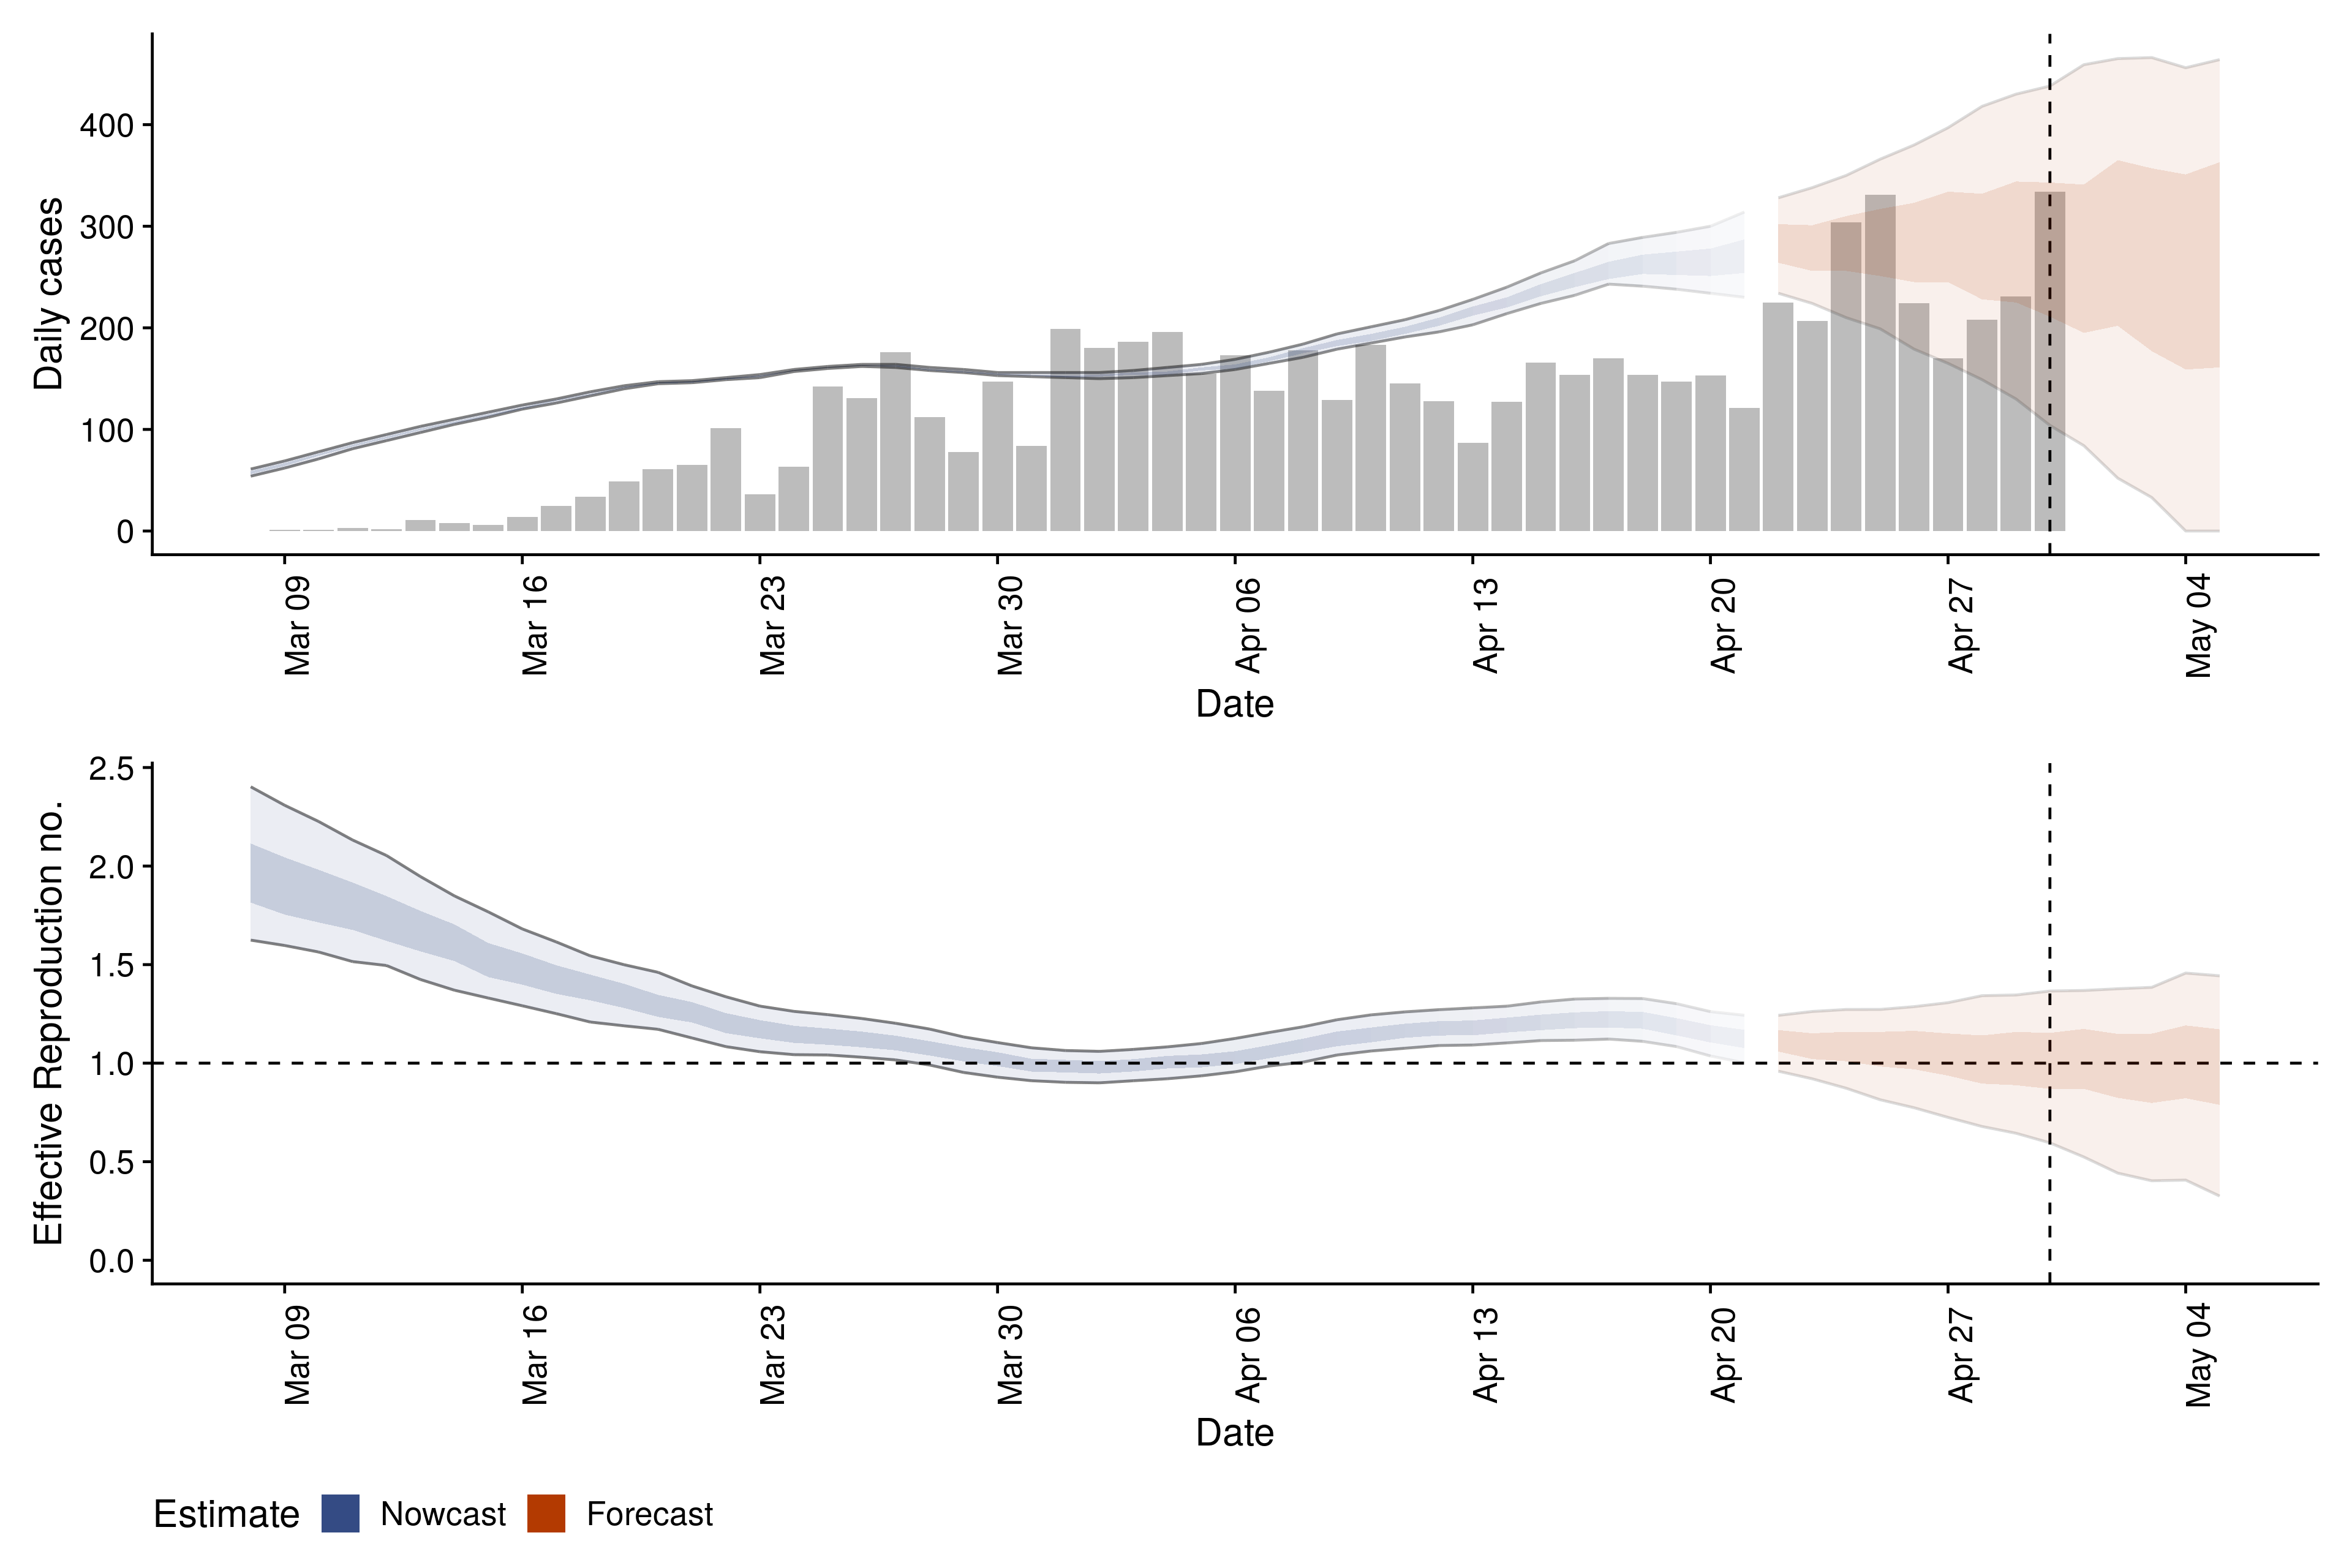 Daily cases
400
300
200
100
0
Mar 09
Mar 16
Mar 23
Mar 30
Apr 06
Apr 13
Apr 20
Apr 27
May 04
Date
Effective Reproduction no.
2.5
2.0
1.5
1.0
0.5
0.0
Mar 09
Mar 16
Mar 23
Mar 30
Apr 06
Apr 13
Apr 20
Apr 27
May 04
Date
Estimate Nowcast Forecast